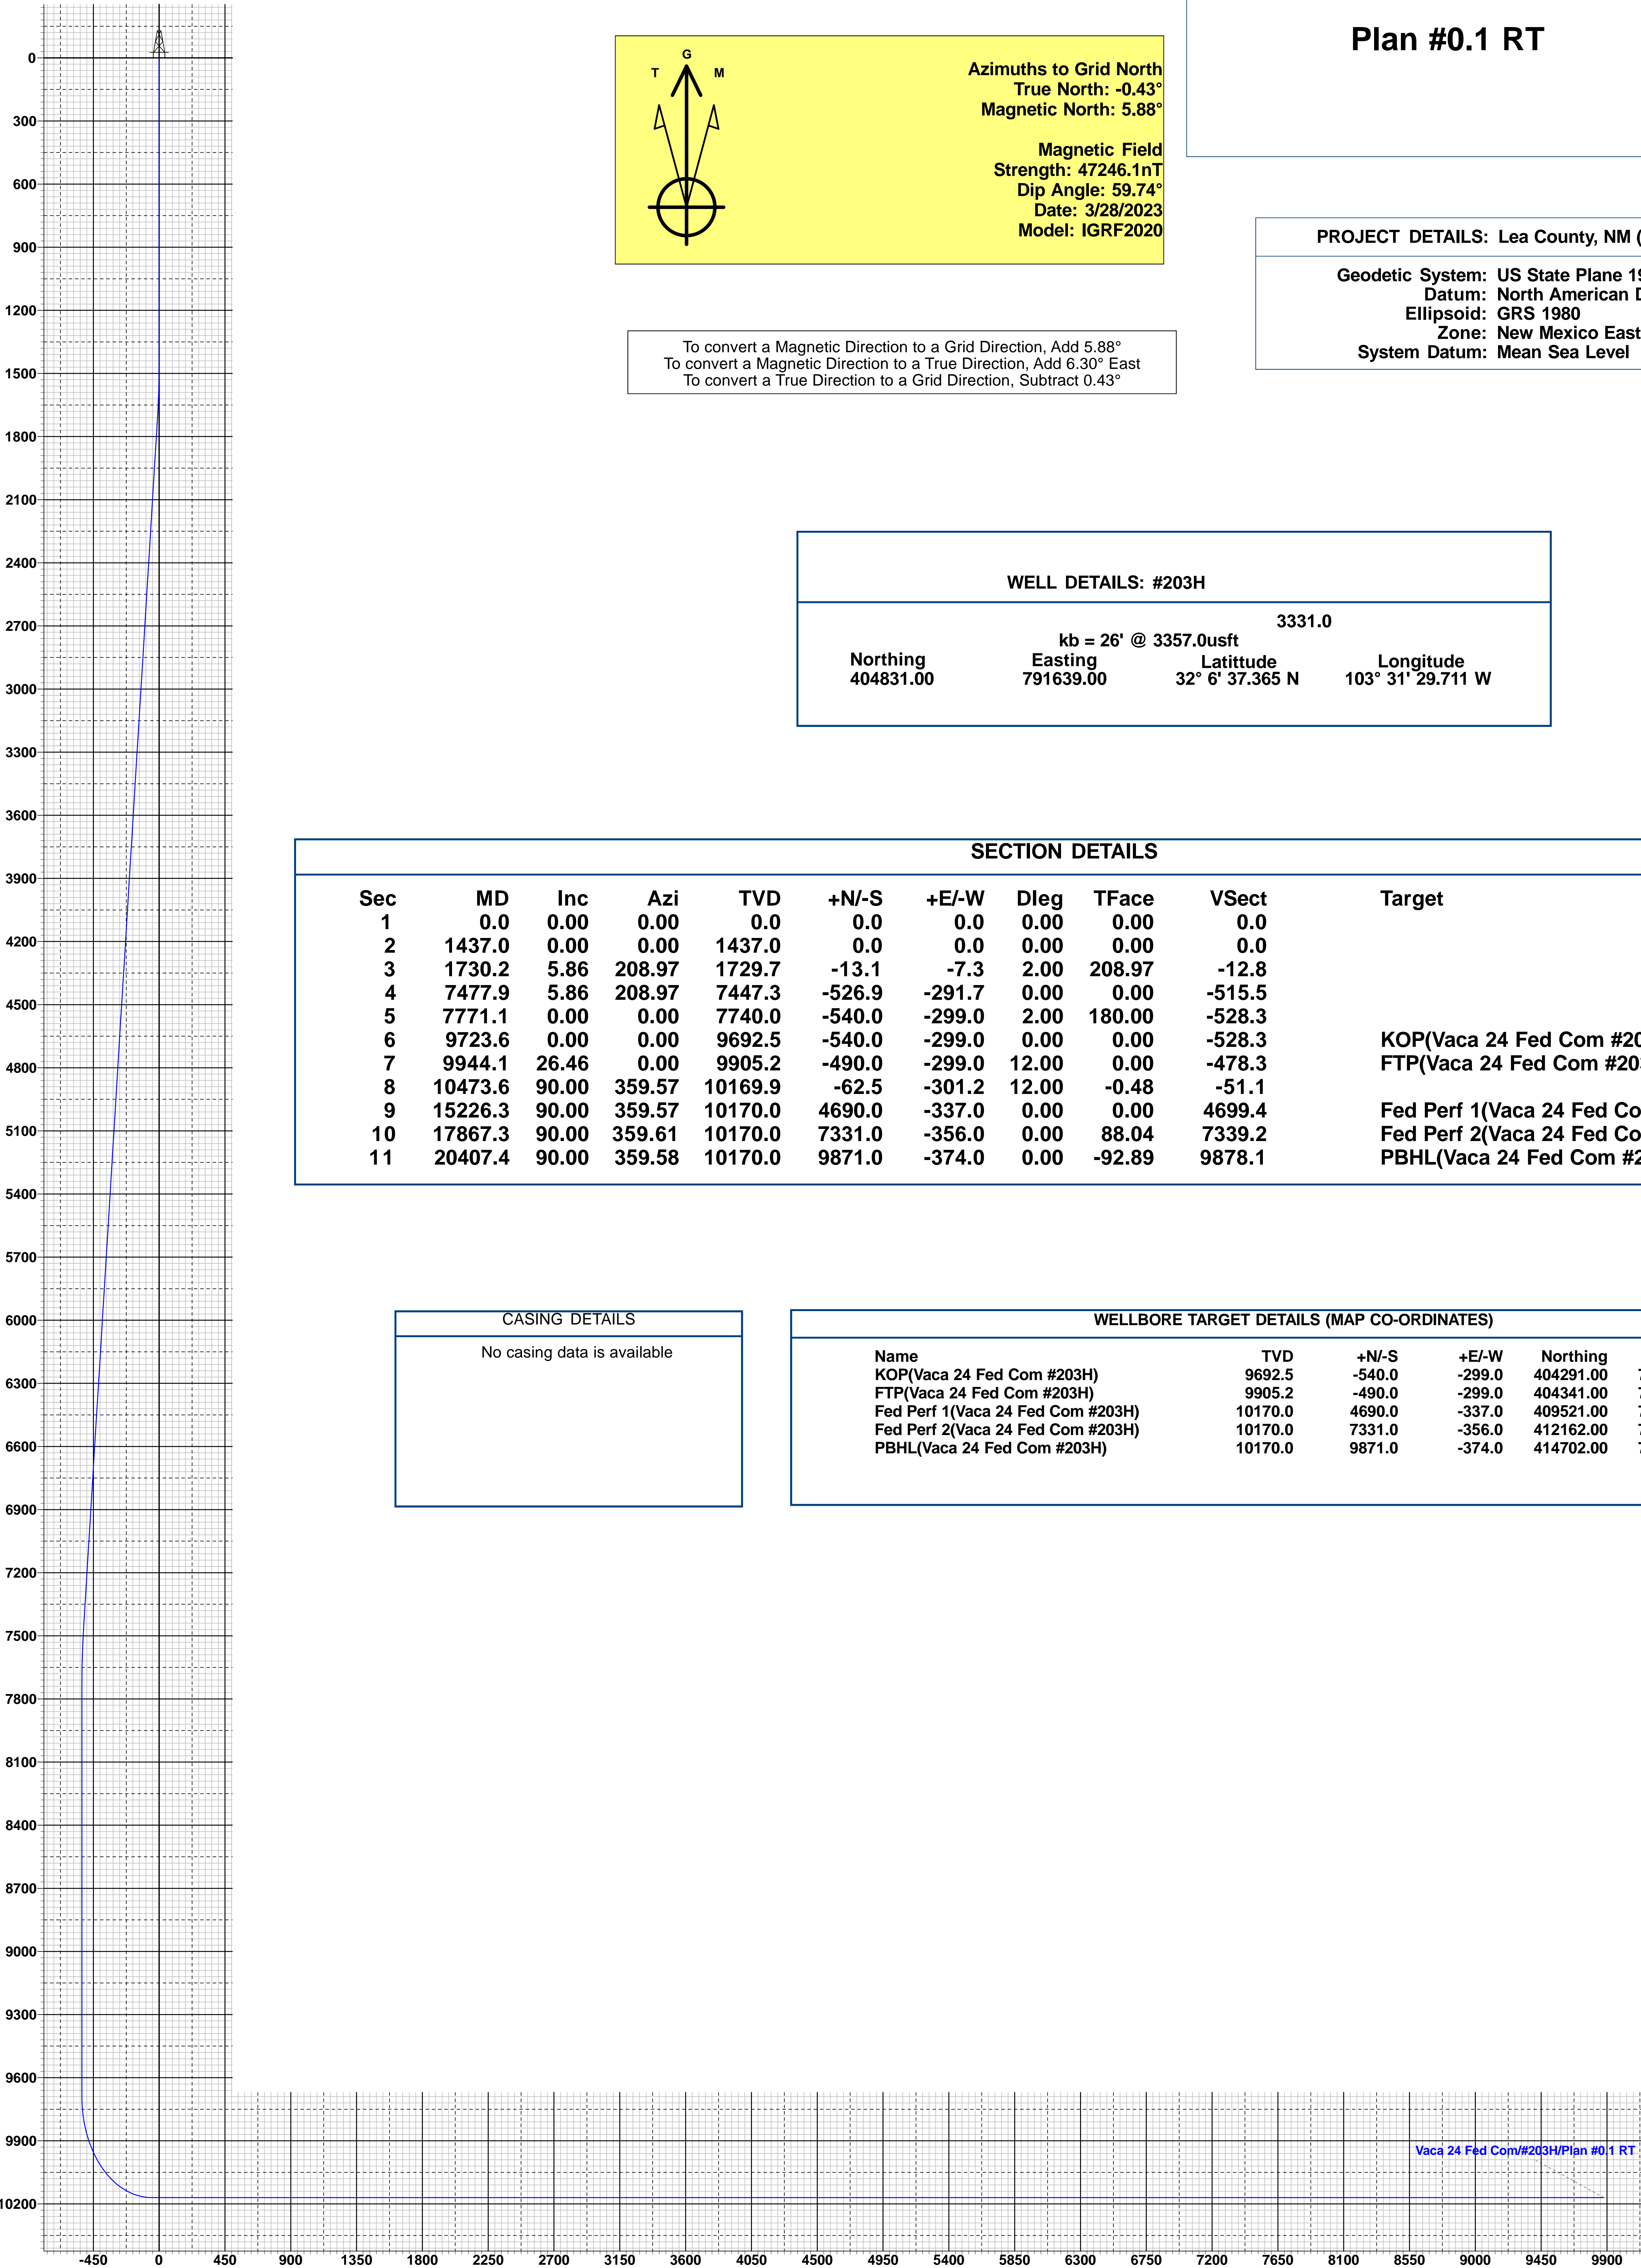 Plan #0.1 RT
G
T M
Azimuths to Grid North
True North: -0.43°
Magnetic North: 5.88°
Magnetic Field
Strength: 47246.1nT
Dip Angle: 59.74°
Date: 3/28/2023
Model: IGRF2020
PROJECT DETAILS: Lea County, NM (
Geodetic System: US State Plane 19
Datum: North American D
Ellipsoid: GRS 1980
Zone: New Mexico East
System Datum: Mean Sea Level
To convert a Magnetic Direction to a Grid Direction, Add 5.88°
To convert a Magnetic Direction to a True Direction, Add 6.30° East
To convert a True Direction to a Grid Direction, Subtract 0.43°
WELL DETAILS: #203H
3331.0
kb = 26' @ 3357.0usft
Northing Easting Latittude Longitude
404831.00 791639.00 32° 6' 37.365 N 103° 31' 29.711 W
SECTION DETAILS
Sec MD Inc Azi TVD +N/-S +E/-W Dleg TFace VSect Target
1 0.0 0.00 0.00 0.0 0.0 0.0 0.00 0.00 0.0
2 1437.0 0.00 0.00 1437.0 0.0 0.0 0.00 0.00 0.0
3 1730.2 5.86 208.97 1729.7 -13.1 -7.3 2.00 208.97 -12.8
4 7477.9 5.86 208.97 7447.3 -526.9 -291.7 0.00 0.00 -515.5
5 7771.1 0.00 0.00 7740.0 -540.0 -299.0 2.00 180.00 -528.3
6 9723.6 0.00 0.00 9692.5 -540.0 -299.0 0.00 0.00 -528.3 KOP(Vaca 24 Fed Com #20
7 9944.1 26.46 0.00 9905.2 -490.0 -299.0 12.00 0.00 -478.3 FTP(Vaca 24 Fed Com #203
8 10473.6 90.00 359.57 10169.9 -62.5 -301.2 12.00 -0.48 -51.1
9 15226.3 90.00 359.57 10170.0 4690.0 -337.0 0.00 0.00 4699.4 Fed Perf 1(Vaca 24 Fed Co
10 17867.3 90.00 359.61 10170.0 7331.0 -356.0 0.00 88.04 7339.2 Fed Perf 2(Vaca 24 Fed Co
11 20407.4 90.00 359.58 10170.0 9871.0 -374.0 0.00 -92.89 9878.1 PBHL(Vaca 24 Fed Com #2
CASING DETAILS
No casing data is available
WELLBORE TARGET DETAILS (MAP CO-ORDINATES)
Name TVD +N/-S +E/-W Northing
KOP(Vaca 24 Fed Com #203H) 9692.5 -540.0 -299.0 404291.00 7
FTP(Vaca 24 Fed Com #203H) 9905.2 -490.0 -299.0 404341.00 7
Fed Perf 1(Vaca 24 Fed Com #203H) 10170.0 4690.0 -337.0 409521.00 7
Fed Perf 2(Vaca 24 Fed Com #203H) 10170.0 7331.0 -356.0 412162.00 7
PBHL(Vaca 24 Fed Com #203H) 10170.0 9871.0 -374.0 414702.00 7
0
300
600
900
1200
1500
1800
2100
2400
2700
3000
3300
3600
3900
4200
4500
4800
5100
5400
5700
6000
6300
6600
6900
7200
7500
7800
8100
8400
8700
9000
9300
9600
9900
10200
Vaca 24 Fed Com/#203H/Plan #0.1 RT
-450 0 450 900 1350 1800 2250 2700 3150 3600 4050 4500 4950 5400 5850 6300 6750 7200 7650 8100 8550 9000 9450 9900